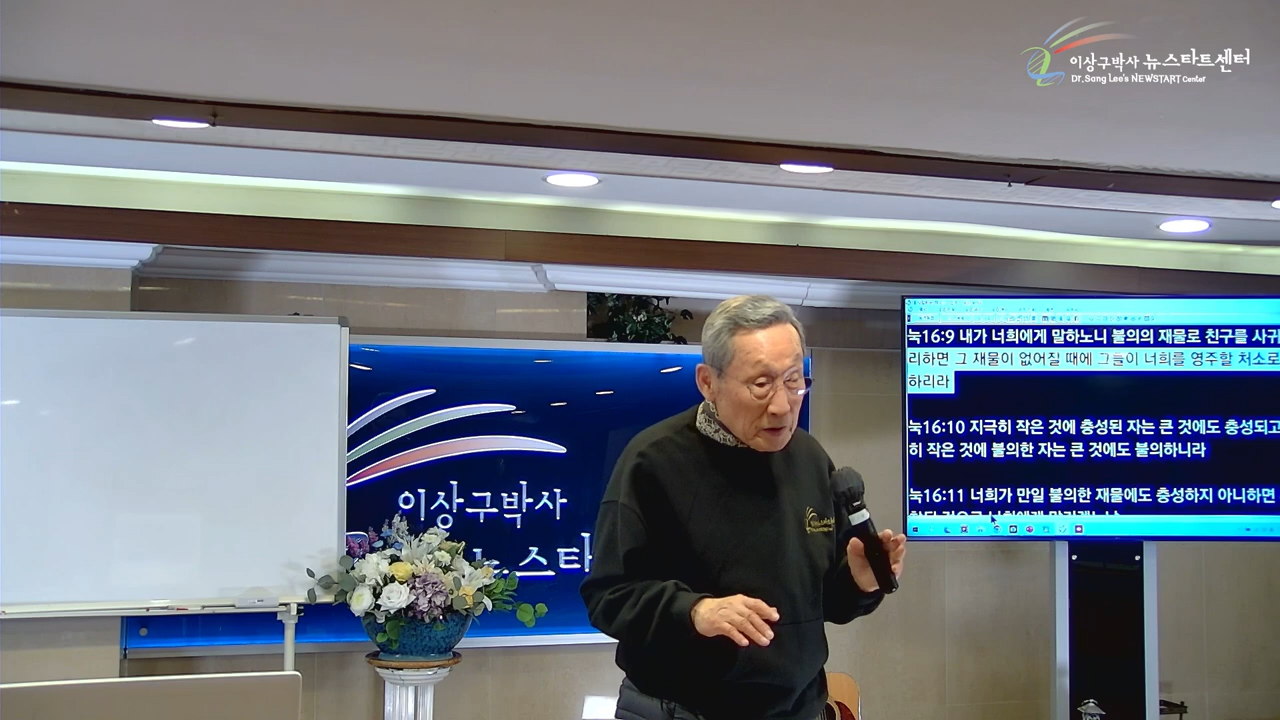 이상구박사 뉴스타트센터
Dr. Sang Lee's NEWSTART Center
눅16:9 내가 너희에게 말하노니 불의의 재물로 친구를 사귀
리하면 그 재물이 없어질 때에 그들이 너희를 영주할 처소로
하리라
눅16:10 지극히 작은 것에 충성된 자는 큰 것에도 충성되고
히 작은 것에 불의한 자는 큰 것에도 불의하니라
눅16:11 너희가 만일 불의한 재물에도 충성하지 아니하면
이상구박사
뉴스타